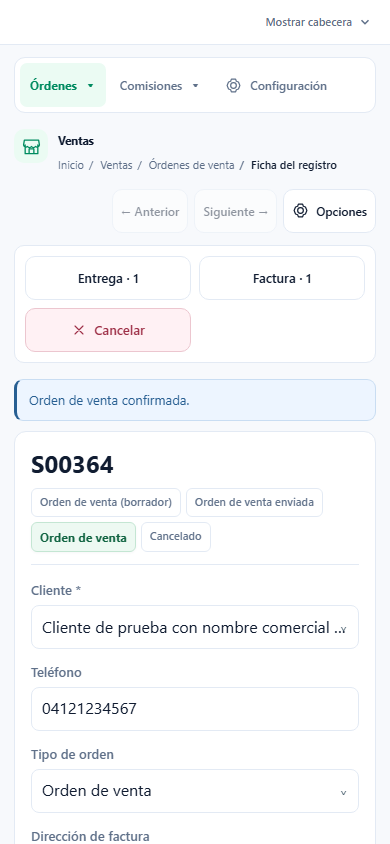 Mostrar cabecera
Órdenes Comisiones Configuración
Ventas
Inicio / Ventas / Órdenes de venta / Ficha del registro
← Anterior Siguiente → Opciones
Entrega · 1 Factura · 1
Cancelar
Orden de venta confirmada.
S00364
Orden de venta (borrador) Orden de venta enviada
Orden de venta Cancelado
Cliente *
Cliente de prueba con nombre comercial ...
Teléfono
04121234567
Tipo de orden
Orden de venta
Dirección de factura